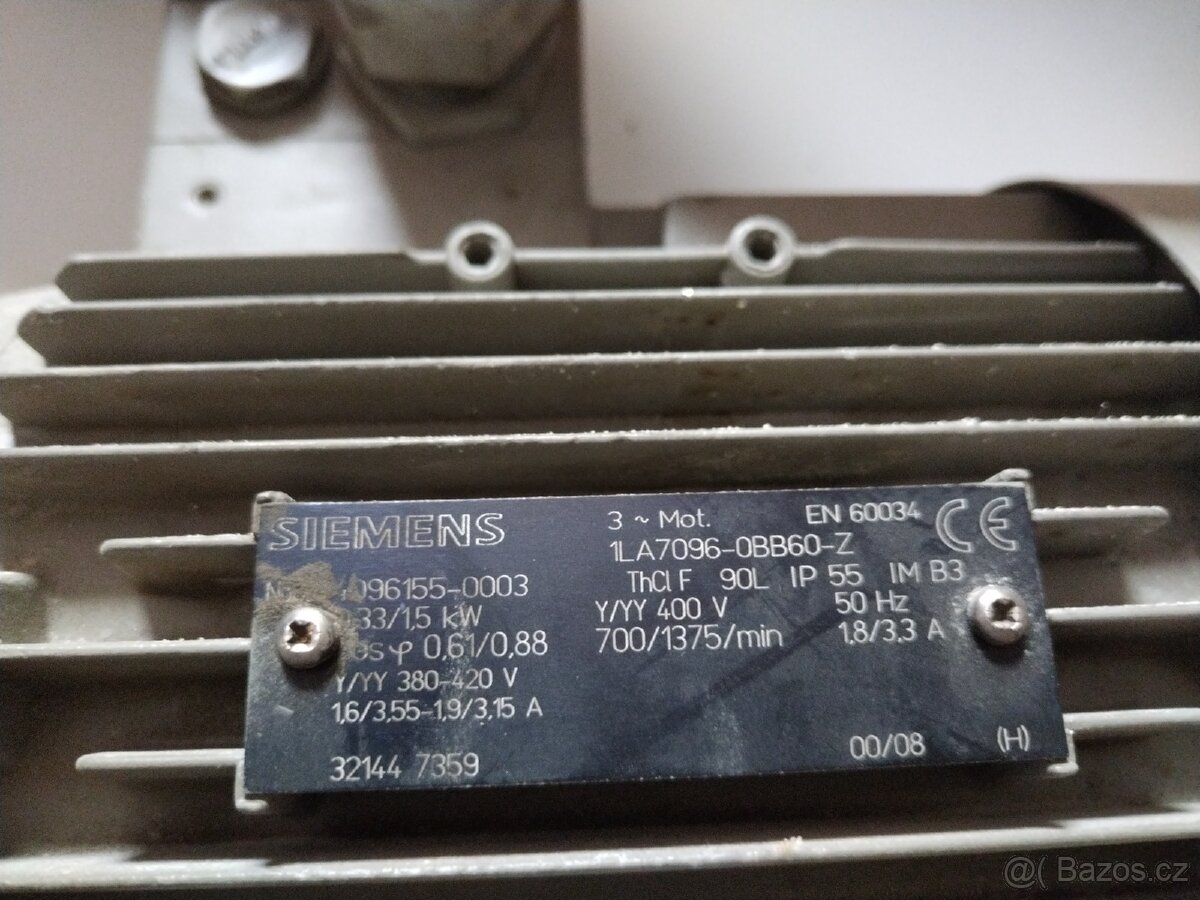 SIEMENS
3 ~ Mot.
EN 60034
CE
1LA7096-0BB60-Z
096155-0003
ThCl F 90L IP 55 IM B3
33/1,5 kW
Y/YY 400 V
50 Hz
φ 0,61/0,88
700/1375/min
1,8/3,3 A
Y/YY 380-420 V
1,6/3,55-1,9/3,15 A
32144 7359
00/08
(H)
@( Bazos.cz